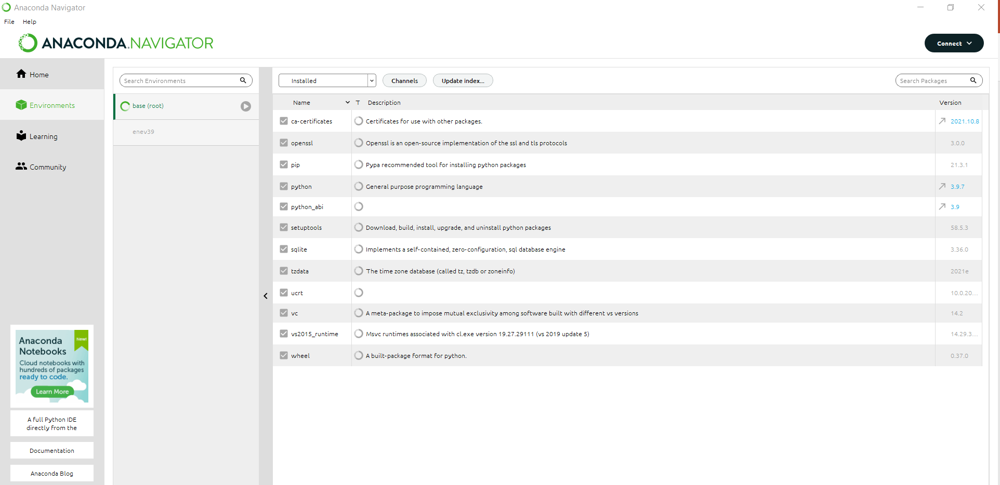 Anaconda Navigator
File Help
ANACONDA.NAVIGATOR
Connect
Home
Environments
Learning
Community
Anaconda
Notebooks
New!
Cloud notebooks with
hundreds of packages
ready to code.
Learn More
A full Python IDE
directly from the
Documentation
Anaconda Blog
Search Environments
base (root)
enev39
Installed Channels Update index... Search Packages
Name T Description Version
ca-certificates Certificates for use with other packages. 2021.10.8
openssl Openssl is an open-source implementation of the ssl and tls protocols 3.0.0
pip Pypa recommended tool for installing python packages 21.3.1
python General purpose programming language 3.9.7
python_abi 3.9
setuptools Download, build, install, upgrade, and uninstall python packages 58.5.3
sqlite Implements a self-contained, zero-configuration, sql database engine 3.36.0
tzdata The time zone database (called tz, tzdb or zoneinfo) 2021e
ucrt 10.0.20...
vc A meta-package to impose mutual exclusivity among software built with different vs versions 14.2
vs2015_runtime Msvc runtimes associated with cl.exe version 19.27.29111 (vs 2019 update 5) 14.29.3...
wheel A built-package format for python. 0.37.0